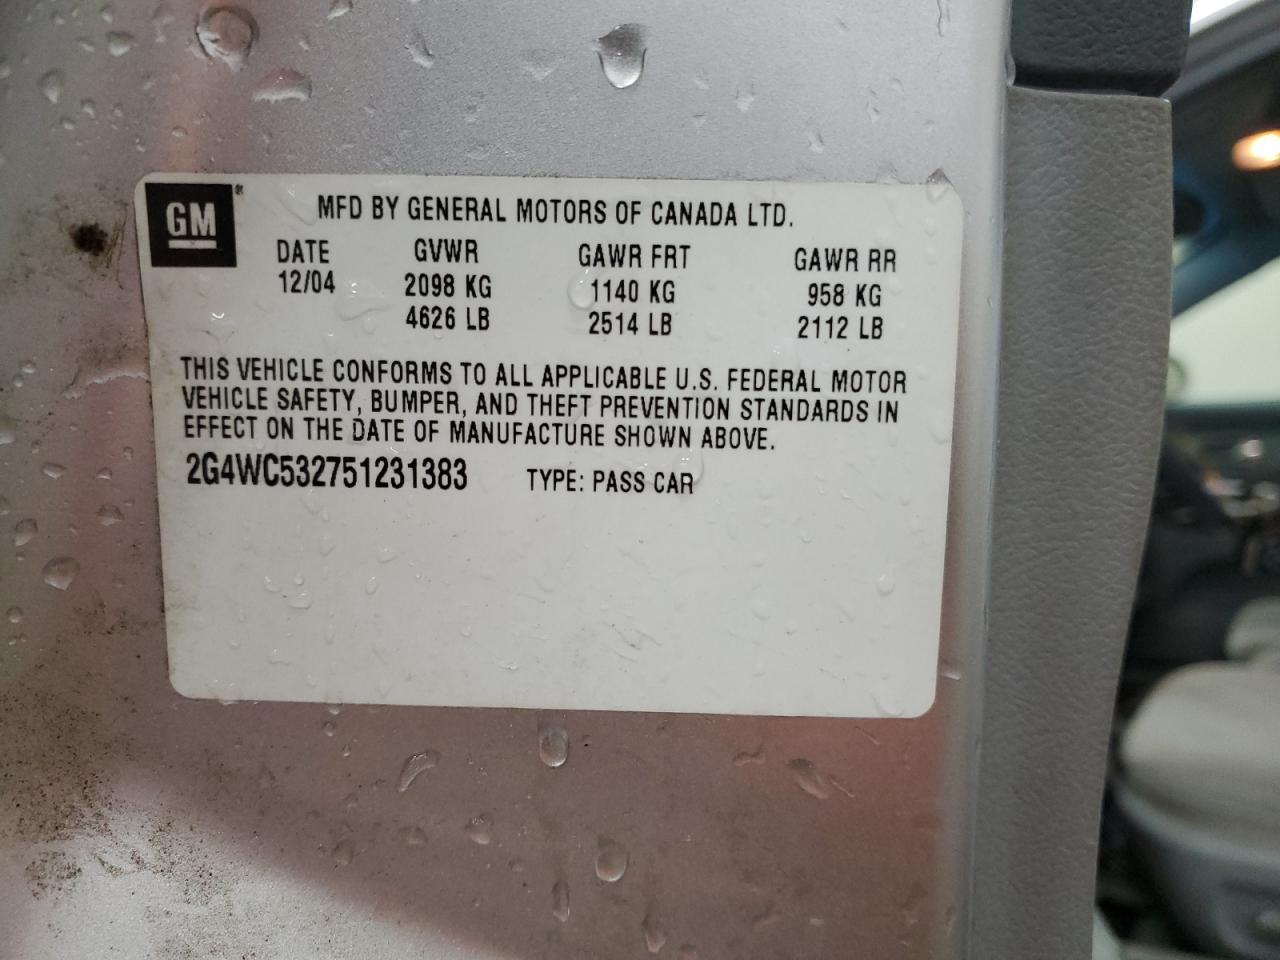 GM®
MFD BY GENERAL MOTORS OF CANADA LTD.
DATE GVWR GAWR FRT GAWR RR
12/04 2098 KG 1140 KG 958 KG
4626 LB 2514 LB 2112 LB
THIS VEHICLE CONFORMS TO ALL APPLICABLE U.S. FEDERAL MOTOR
VEHICLE SAFETY, BUMPER, AND THEFT PREVENTION STANDARDS IN
EFFECT ON THE DATE OF MANUFACTURE SHOWN ABOVE.
2G4WC532751231383 TYPE: PASS CAR